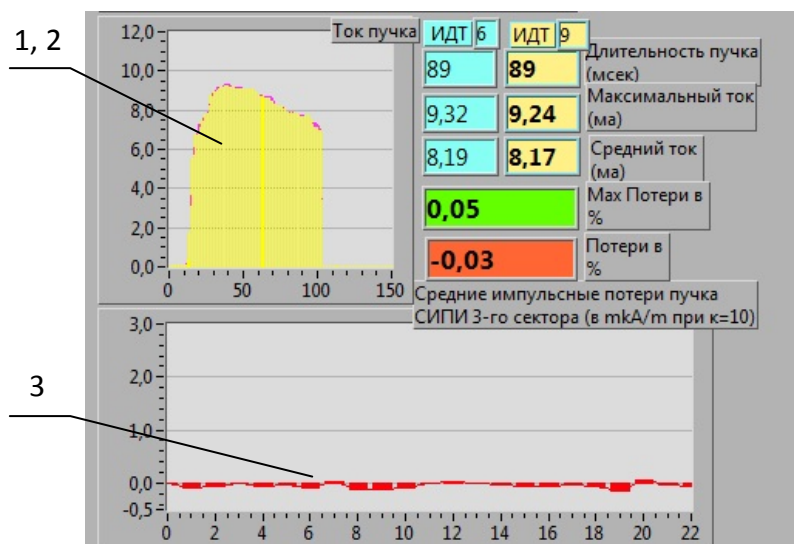 1, 2
3
Ток пучка
12,0
10,0
8,0
6,0
4,0
2,0
0,0
0 50 100 150
ИДТ 6 ИДТ 9
89 89 Длительность пучка
(мсек)
9,32 9,24 Максимальный ток
(ма)
8,19 8,17 Средний ток
(ма)
0,05 Max Потери в
%
-0,03 Потери в
%
Средние импульсные потери пучка
СИПИ 3-го сектора (в mkA/m при к=10)
3,0
2,0
1,0
0,0
-0,5
0 2 4 6 8 10 12 14 16 18 20 22